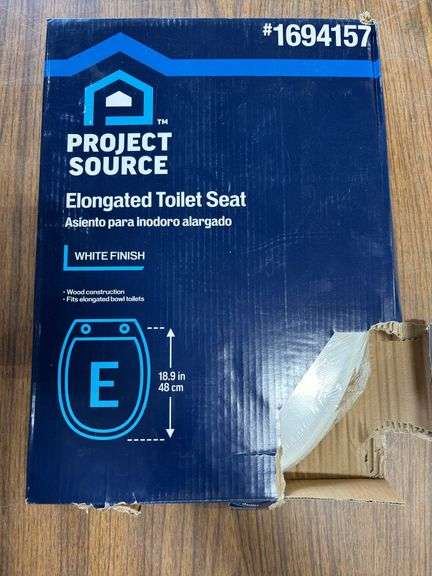 #1694157
PROJECT
SOURCE™
Elongated Toilet Seat
Asiento para inodoro alargado
WHITE FINISH
• Wood construction
• Fits elongated bowl toilets
E
18.9 in
48 cm